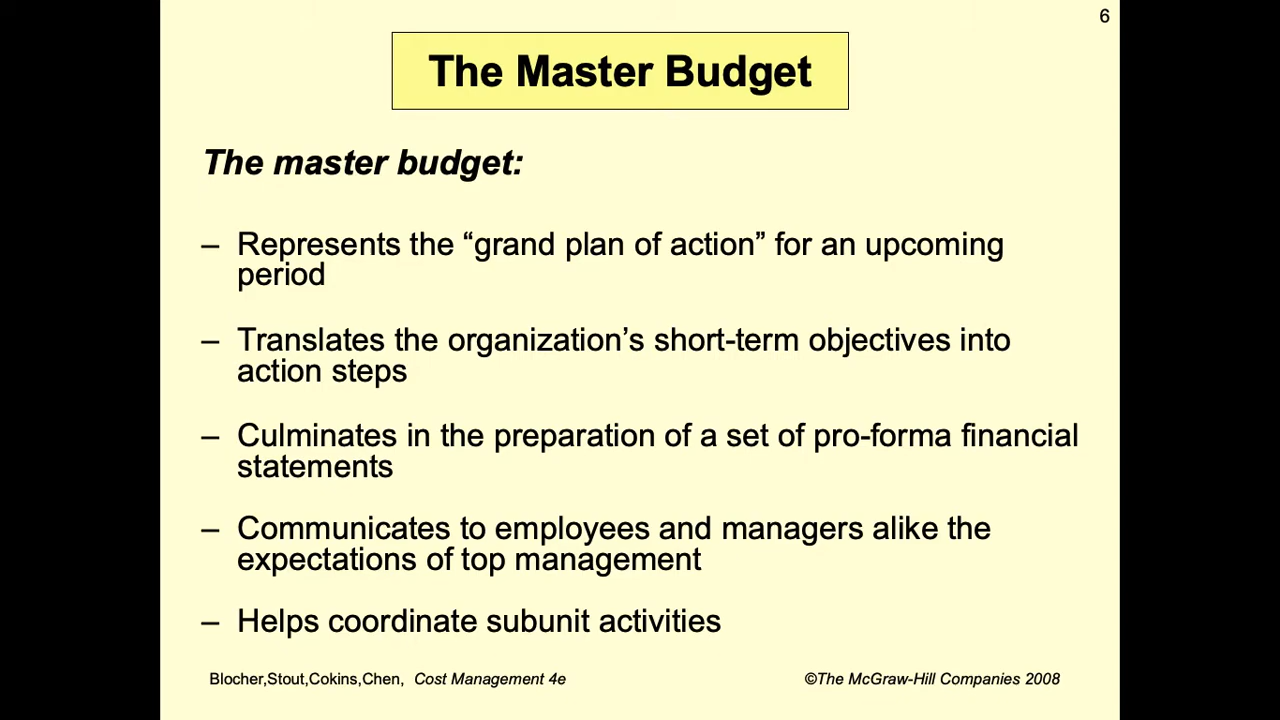 6
The Master Budget
The master budget:
– Represents the “grand plan of action” for an upcoming
period
– Translates the organization’s short-term objectives into
action steps
– Culminates in the preparation of a set of pro-forma financial
statements
– Communicates to employees and managers alike the
expectations of top management
– Helps coordinate subunit activities
Blocher,Stout,Cokins,Chen, Cost Management 4e
©The McGraw-Hill Companies 2008